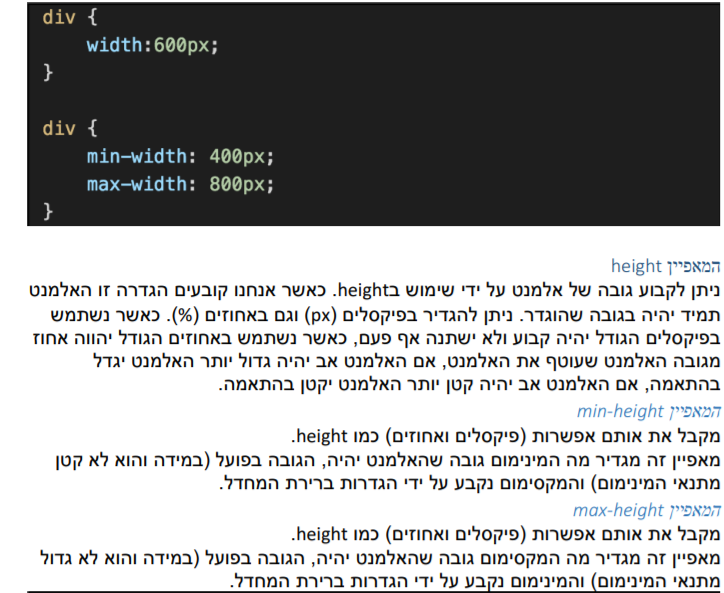 div {
width:600px;
}
div {
min-width: 400px;
max-width: 800px;
}
המאפיין height
ניתן לקבוע גובה של אלמנט על ידי שימוש בheight. כאשר אנחנו קובעים הגדרה זו האלמנט
תמיד יהיה בגובה שהוגדר. ניתן להגדיר בפיקסלים (px) וגם באחוזים (%). כאשר נשתמש
בפיקסלים הגודל יהיה קבוע ולא ישתנה אף פעם, כאשר נשתמש באחוזים הגודל יהווה אחוז
מגובה האלמנט שעוטף את האלמנט, אם האלמנט אב יהיה גדול יותר האלמנט יגדל
בהתאמה, אם האלמנט אב יהיה קטן יותר האלמנט יקטן בהתאמה.
המאפיין min-height
מקבל את אותם אפשרות (פיקסלים ואחוזים) כמו height.
מאפיין זה מגדיר מה המינימום גובה שהאלמנט יהיה, הגובה בפועל (במידה והוא לא קטן
מתנאי המינימום) והמקסימום נקבע על ידי הגדרות ברירת המחדל.
המאפיין max-height
מקבל את אותם אפשרות (פיקסלים ואחוזים) כמו height.
מאפיין זה מגדיר מה המקסימום גובה שהאלמנט יהיה, הגובה בפועל (במידה והוא לא גדול
מתנאי המינימום) והמינימום נקבע על ידי הגדרות ברירת המחדל.